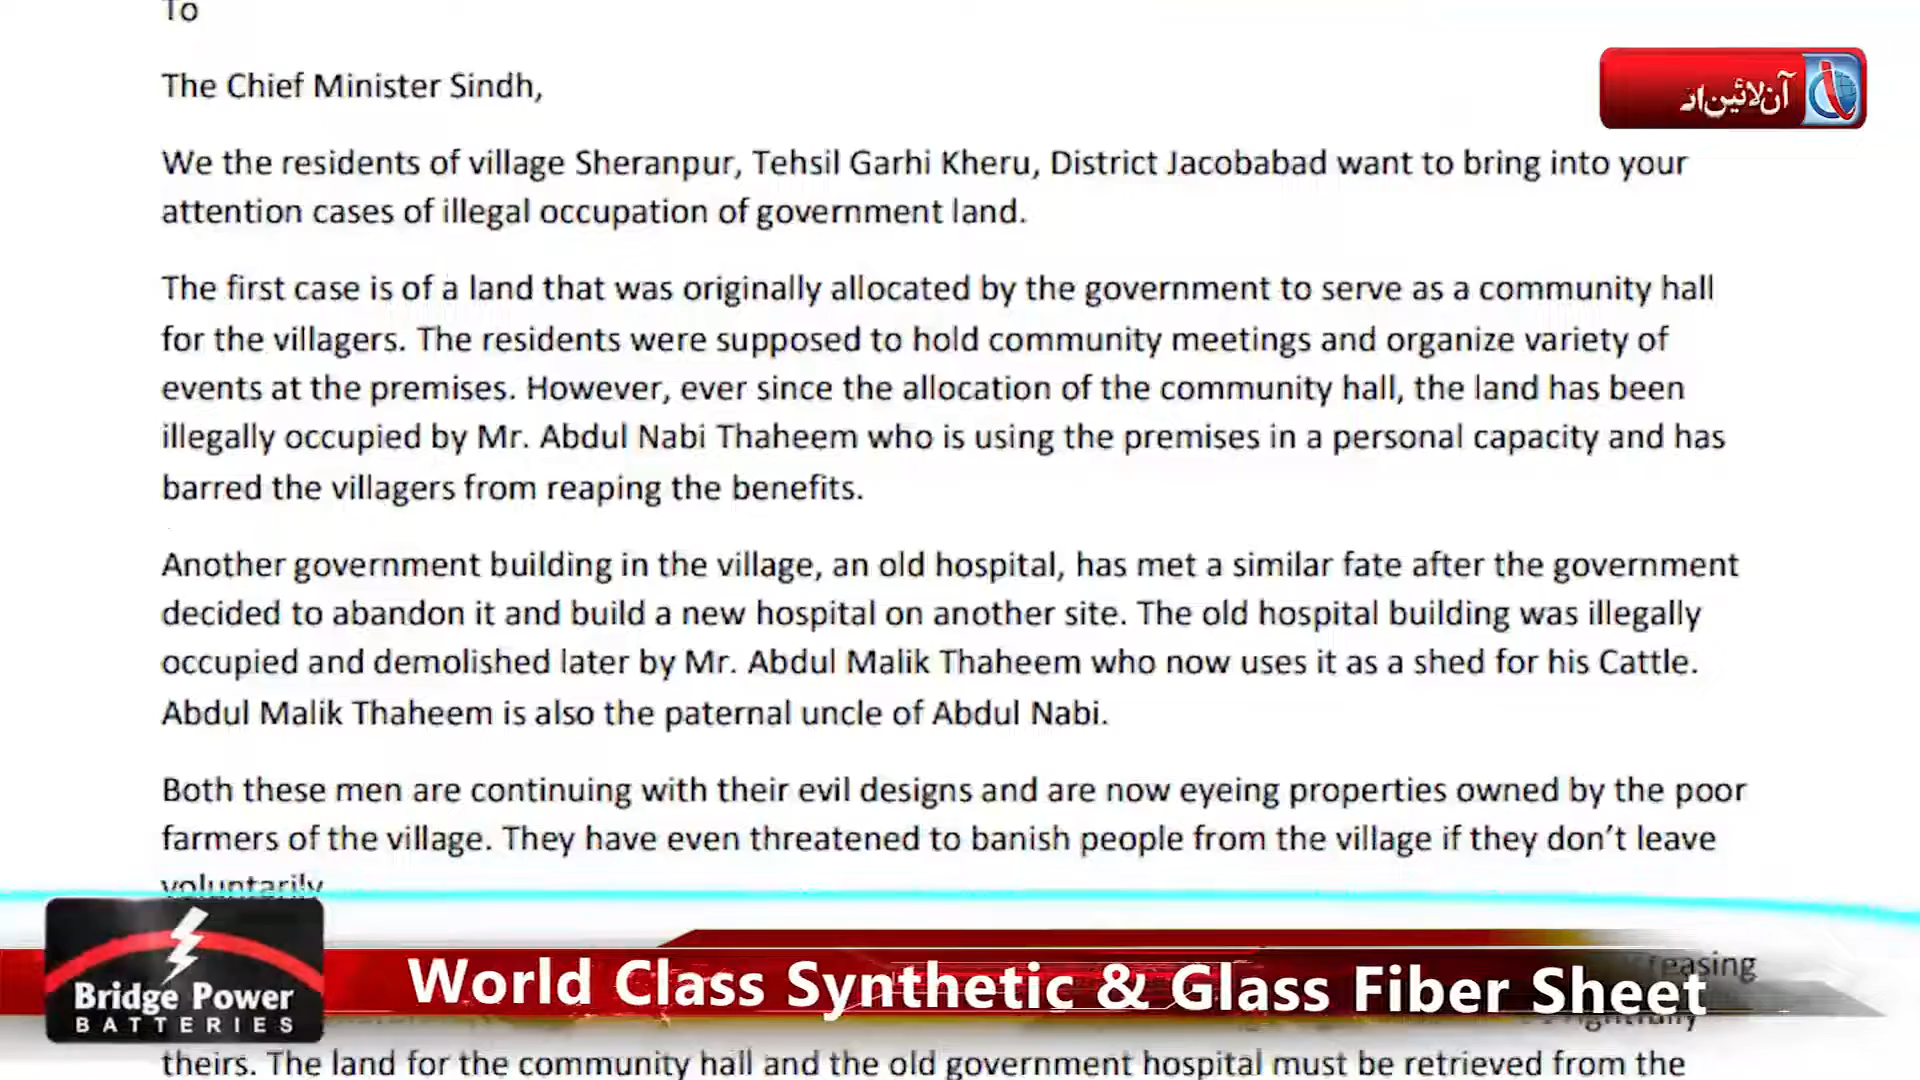 To
The Chief Minister Sindh,
آن لائین از
We the residents of village Sheranpur, Tehsil Garhi Kheru, District Jacobabad want to bring into your
attention cases of illegal occupation of government land.
The first case is of a land that was originally allocated by the government to serve as a community hall
for the villagers. The residents were supposed to hold community meetings and organize variety of
events at the premises. However, ever since the allocation of the community hall, the land has been
illegally occupied by Mr. Abdul Nabi Thaheem who is using the premises in a personal capacity and has
barred the villagers from reaping the benefits.
Another government building in the village, an old hospital, has met a similar fate after the government
decided to abandon it and build a new hospital on another site. The old hospital building was illegally
occupied and demolished later by Mr. Abdul Malik Thaheem who now uses it as a shed for his Cattle.
Abdul Malik Thaheem is also the paternal uncle of Abdul Nabi.
Both these men are continuing with their evil designs and are now eyeing properties owned by the poor
farmers of the village. They have even threatened to banish people from the village if they don’t leave
voluntarily
Bridge Power
BATTERIES
World Class Synthetic & Glass Fiber Sheet
theirs. The land for the community hall and the old government hospital must be retrieved from the